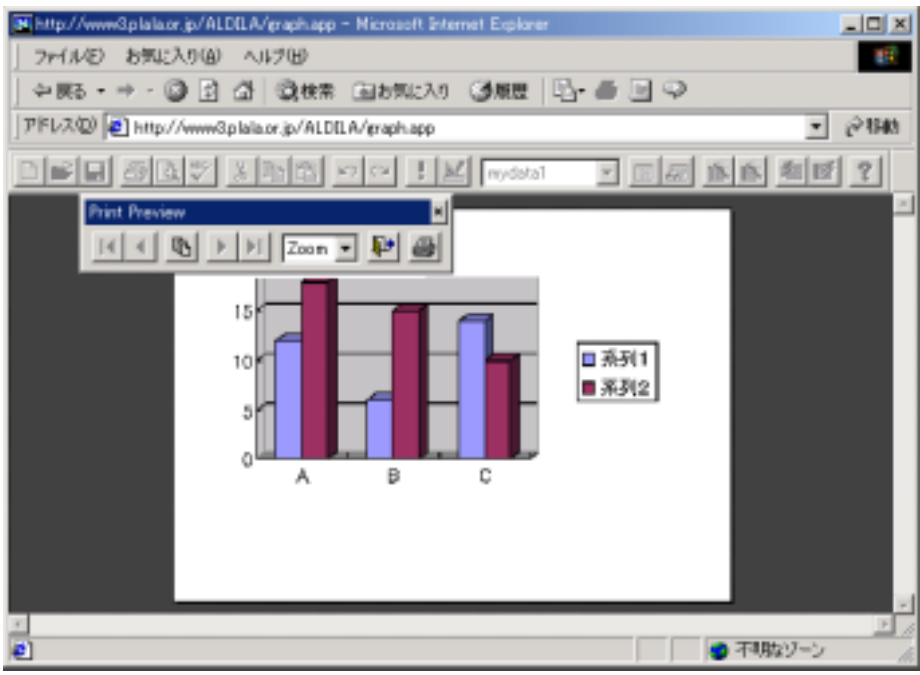 http://www3.plala.or.jp/ALDILA/graph.app - Microsoft Internet Explorer
ファイル(F) お気に入り(A) ヘルプ(H)
戻る 検索 お気に入り 履歴
アドレス(D) http://www3.plala.or.jp/ALDILA/graph.app 移動
mydata1
Print Preview
Zoom
15
10
5
0
A B C
系列1
系列2
不明なゾーン